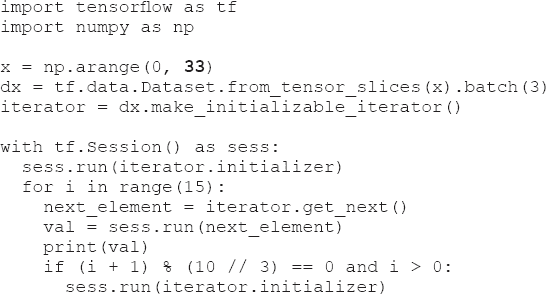 import tensorflow as tf
import numpy as np
x = np.arange(0, 33)
dx = tf.data.Dataset.from_tensor_slices(x).batch(3)
iterator = dx.make_initializable_iterator()
with tf.Session() as sess:
  sess.run(iterator.initializer)
  for i in range(15):
    next_element = iterator.get_next()
    val = sess.run(next_element)
    print(val)
    if (i + 1) % (10 // 3) == 0 and i > 0:
      sess.run(iterator.initializer)